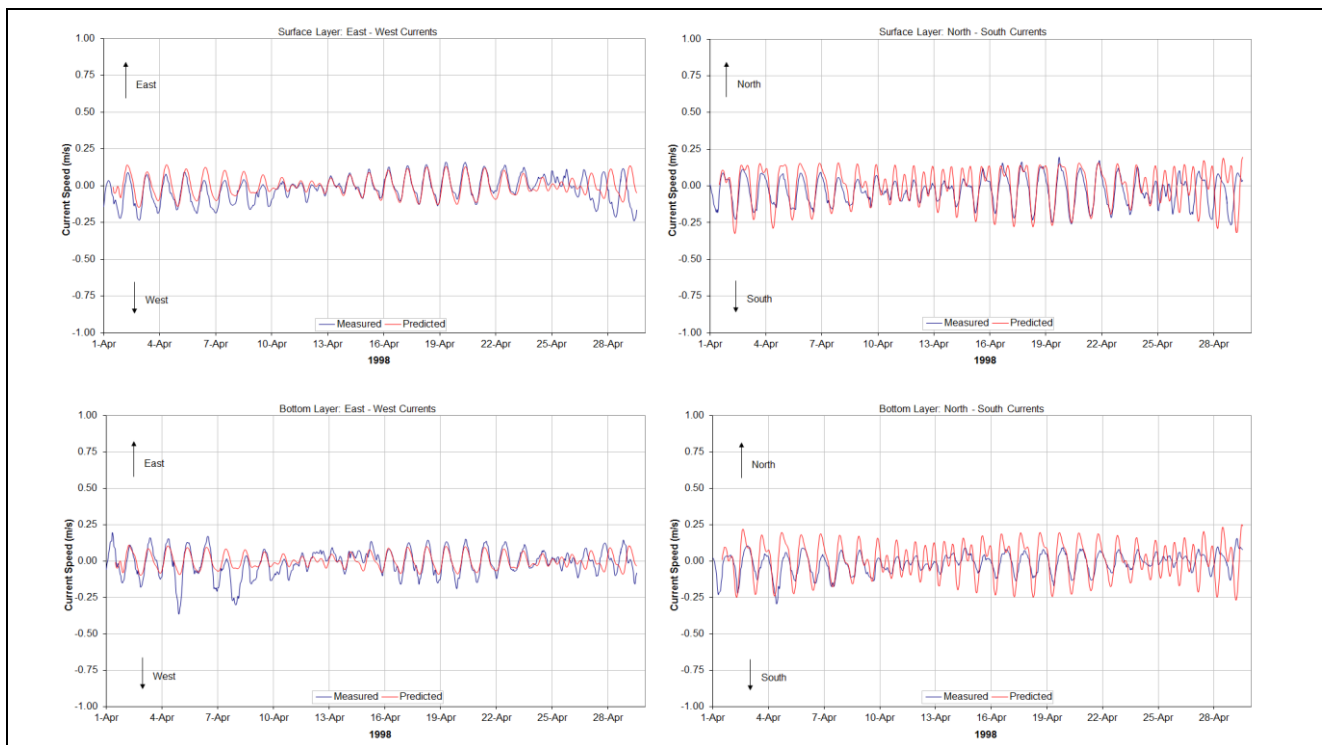 Surface Layer: East - West Currents
1.00
0.75
0.50
0.25
0.00
-0.25
-0.50
-0.75
-1.00
Current Speed (m/s)
East
West
Measured Predicted
1-Apr 4-Apr 7-Apr 10-Apr 13-Apr 16-Apr 19-Apr 22-Apr 25-Apr 28-Apr
1998
Surface Layer: North - South Currents
1.00
0.75
0.50
0.25
0.00
-0.25
-0.50
-0.75
-1.00
Current Speed (m/s)
North
South
Measured Predicted
1-Apr 4-Apr 7-Apr 10-Apr 13-Apr 16-Apr 19-Apr 22-Apr 25-Apr 28-Apr
1998
Bottom Layer: East - West Currents
1.00
0.75
0.50
0.25
0.00
-0.25
-0.50
-0.75
-1.00
Current Speed (m/s)
East
West
Measured Predicted
1-Apr 4-Apr 7-Apr 10-Apr 13-Apr 16-Apr 19-Apr 22-Apr 25-Apr 28-Apr
1998
Bottom Layer: North - South Currents
1.00
0.75
0.50
0.25
0.00
-0.25
-0.50
-0.75
-1.00
Current Speed (m/s)
North
South
Measured Predicted
1-Apr 4-Apr 7-Apr 10-Apr 13-Apr 16-Apr 19-Apr 22-Apr 25-Apr 28-Apr
1998